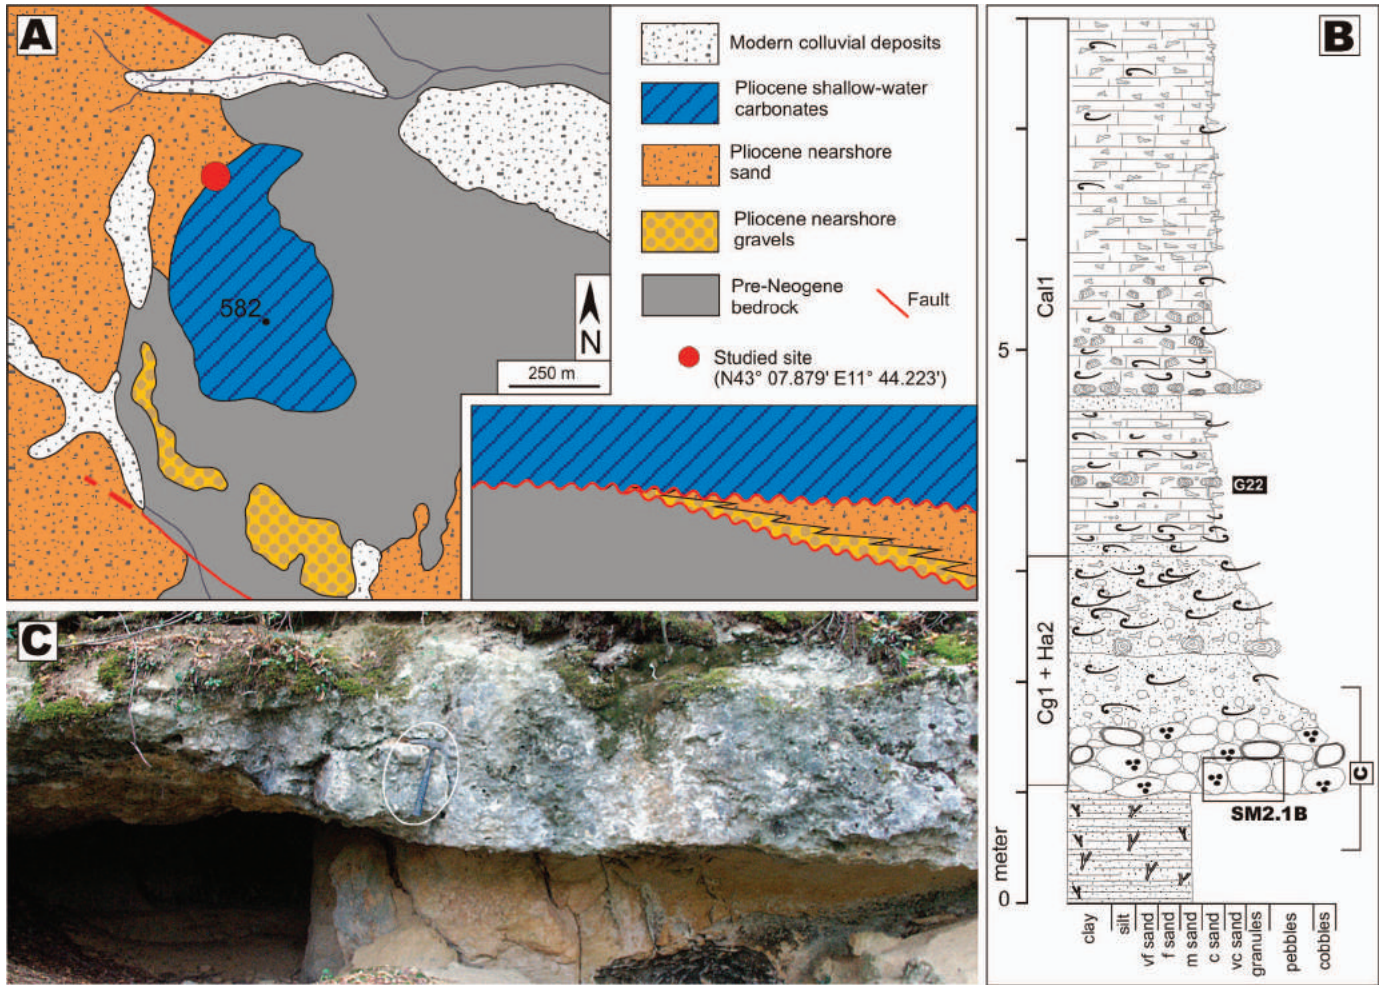 A
582
N
250 m
Modern colluvial deposits
Pliocene shallow-water
carbonates
Pliocene nearshore
sand
Pliocene nearshore
gravels
Pre-Neogene
bedrock
Fault
Studied site
(N43° 07.879' E11° 44.223')
C
B
Cal1
5
G22
Cg1 + Ha2
C
SM2.1B
meter
0
clay
silt
vf sand
f sand
m sand
c sand
vc sand
granules
pebbles
cobbles